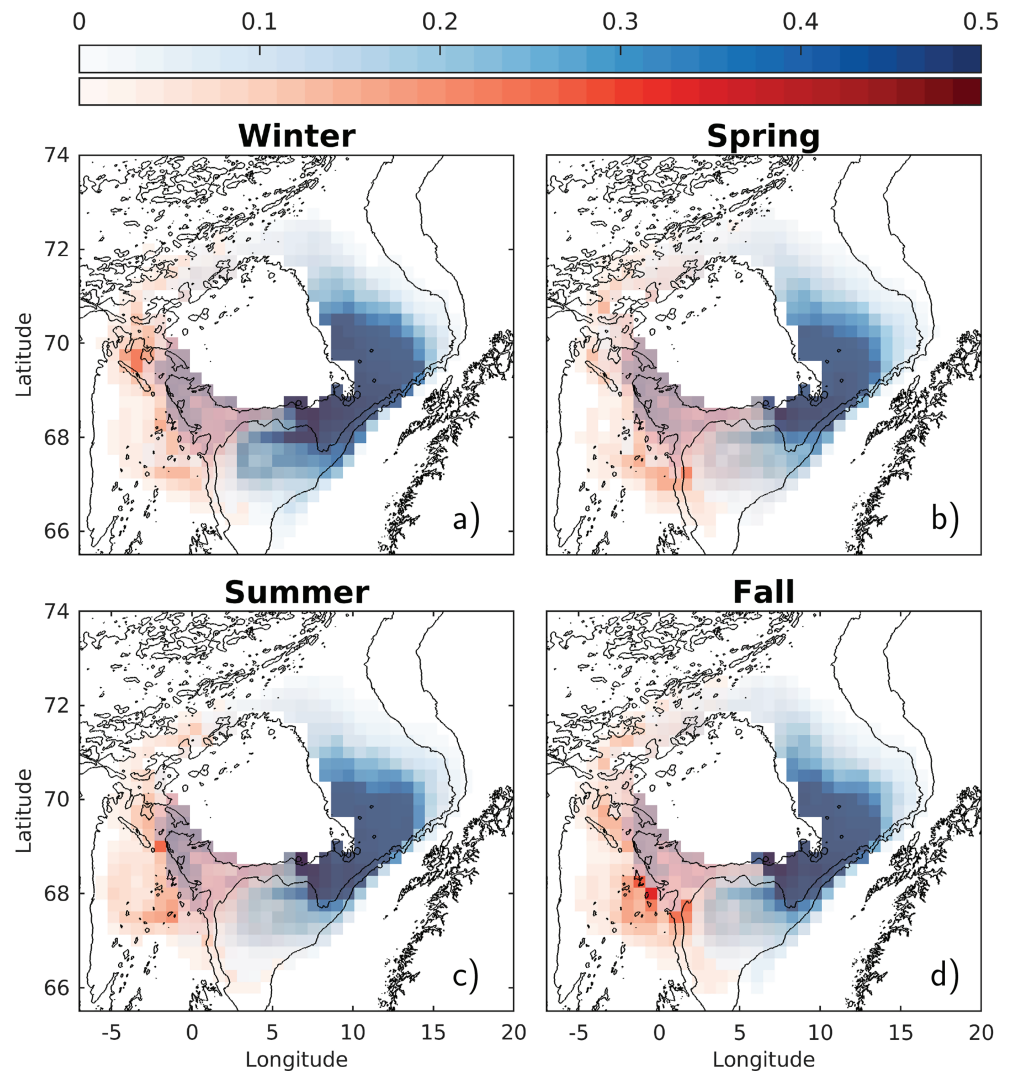 0 0.1 0.2 0.3 0.4 0.5
Winter Spring
74
72
70
68
66
Latitude
a) b)
Summer Fall
74
72
70
68
66
Latitude
c) d)
-5 0 5 10 15 20 -5 0 5 10 15 20
Longitude Longitude